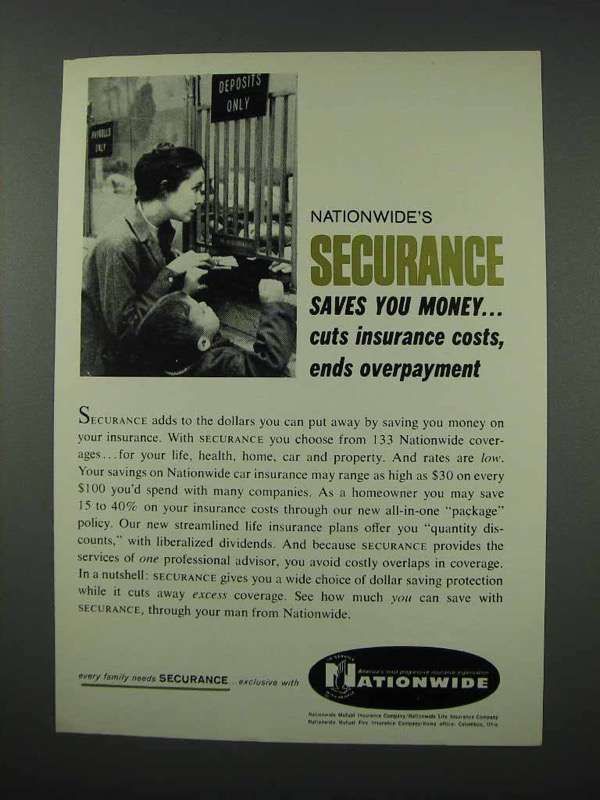 DEPOSITS
ONLY
PAYROLLS
ONLY
NATIONWIDE'S
SECURANCE
SAVES YOU MONEY...
cuts insurance costs,
ends overpayment
SECURANCE adds to the dollars you can put away by saving you money on
your insurance. With SECURANCE you choose from 133 Nationwide cover-
ages...for your life, health, home, car and property. And rates are low.
Your savings on Nationwide car insurance may range as high as $30 on every
$100 you'd spend with many companies. As a homeowner you may save
15 to 40% on your insurance costs through our new all-in-one "package"
policy. Our new streamlined life insurance plans offer you "quantity dis-
counts," with liberalized dividends. And because SECURANCE provides the
services of one professional advisor, you avoid costly overlaps in coverage.
In a nutshell: SECURANCE gives you a wide choice of dollar saving protection
while it cuts away excess coverage. See how much you can save with
SECURANCE, through your man from Nationwide.
every family needs SECURANCE ...exclusive with
America's most progressive insurance organization
NATIONWIDE
Nationwide Mutual Insurance Company/Nationwide Life Insurance Company
Nationwide Mutual Fire Insurance Company/Home office: Columbus, Ohio